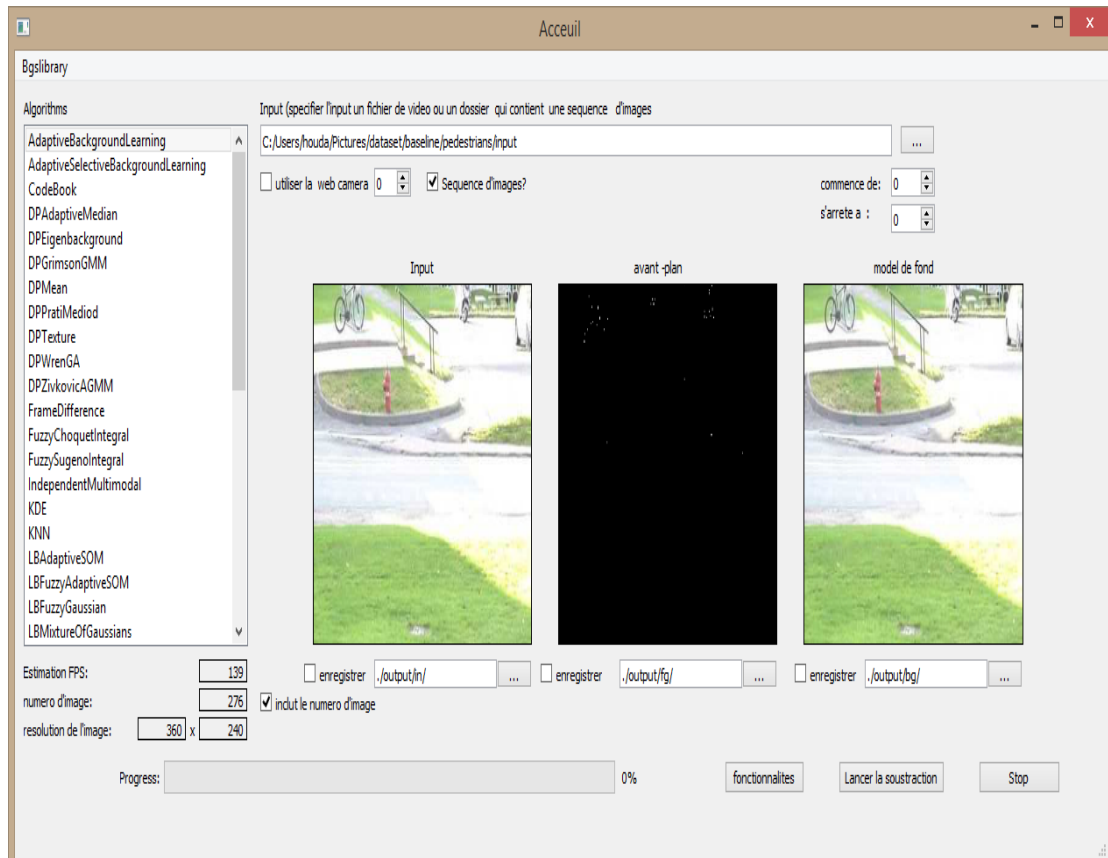 Acceuil
x
Bgslibrary
Algorithms
Input (specifier l'input un fichier de video ou un dossier qui contient une sequence d'images
AdaptiveBackgroundLearning
AdaptiveSelectiveBackgroundLearning
CodeBook
DPAdaptiveMedian
DPEigenbackground
DPGrimsonGMM
DPMean
DPPratiMediod
DPTexture
DPWrenGA
DPZivkovicAGMM
FrameDifference
FuzzyChoquetIntegral
FuzzySugenoIntegral
IndependentMultimodal
KDE
KNN
LBAdaptiveSOM
LBFuzzyAdaptiveSOM
LBFuzzyGaussian
LBMixtureOfGaussians
C:/Users/houda/Pictures/dataset/baseline/pedestrians/input ...
utiliser la web camera 0 Sequence d'images?
commence de: 0
s'arrete a : 0
Input avant -plan model de fond
enregistrer ./output/in/ ... enregistrer ./output/fg/ ... enregistrer ./output/bg/ ...
Estimation FPS: 139
numero d'image: 276
inclut le numero d'image
resolution de l'image: 360 x 240
Progress: 0% fonctionnalites Lancer la soustraction Stop